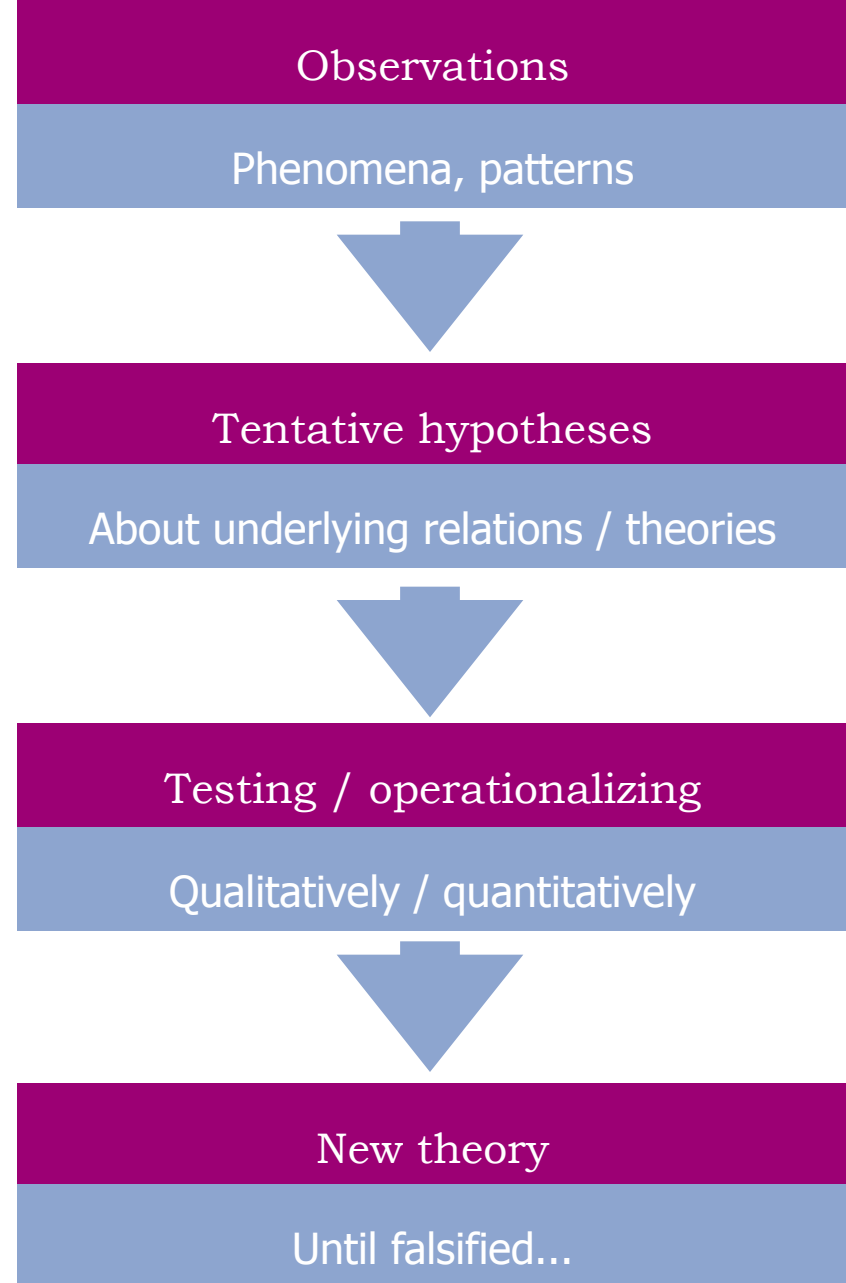 Observations
Phenomena, patterns
Tentative hypotheses
About underlying relations / theories
Testing / operationalizing
Qualitatively / quantitatively
New theory
Until falsified...